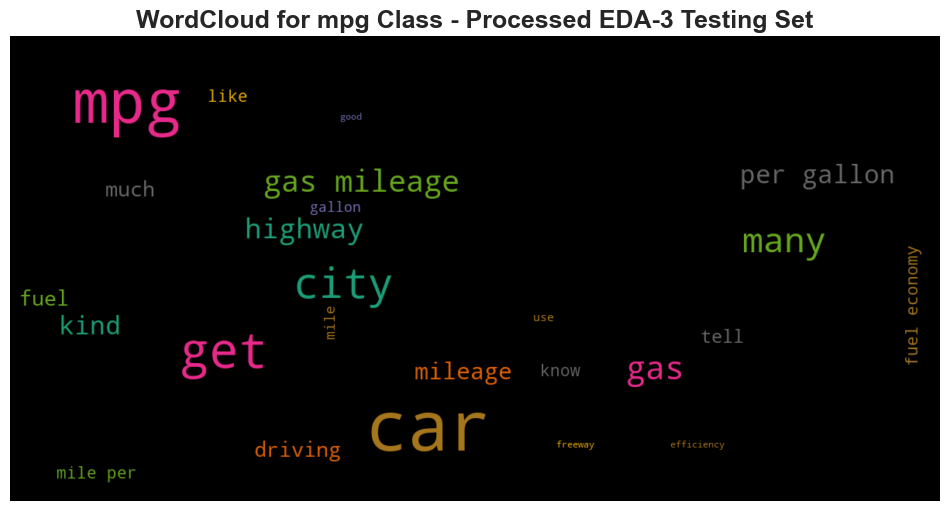 WordCloud for mpg Class - Processed EDA-3 Testing Set
mpg
like
good
gas mileage
per gallon
much
gallon
highway
many
city
fuel economy
fuel
kind
mile
use
tell
get
mileage
know
gas
car
driving
freeway
efficiency
mile per